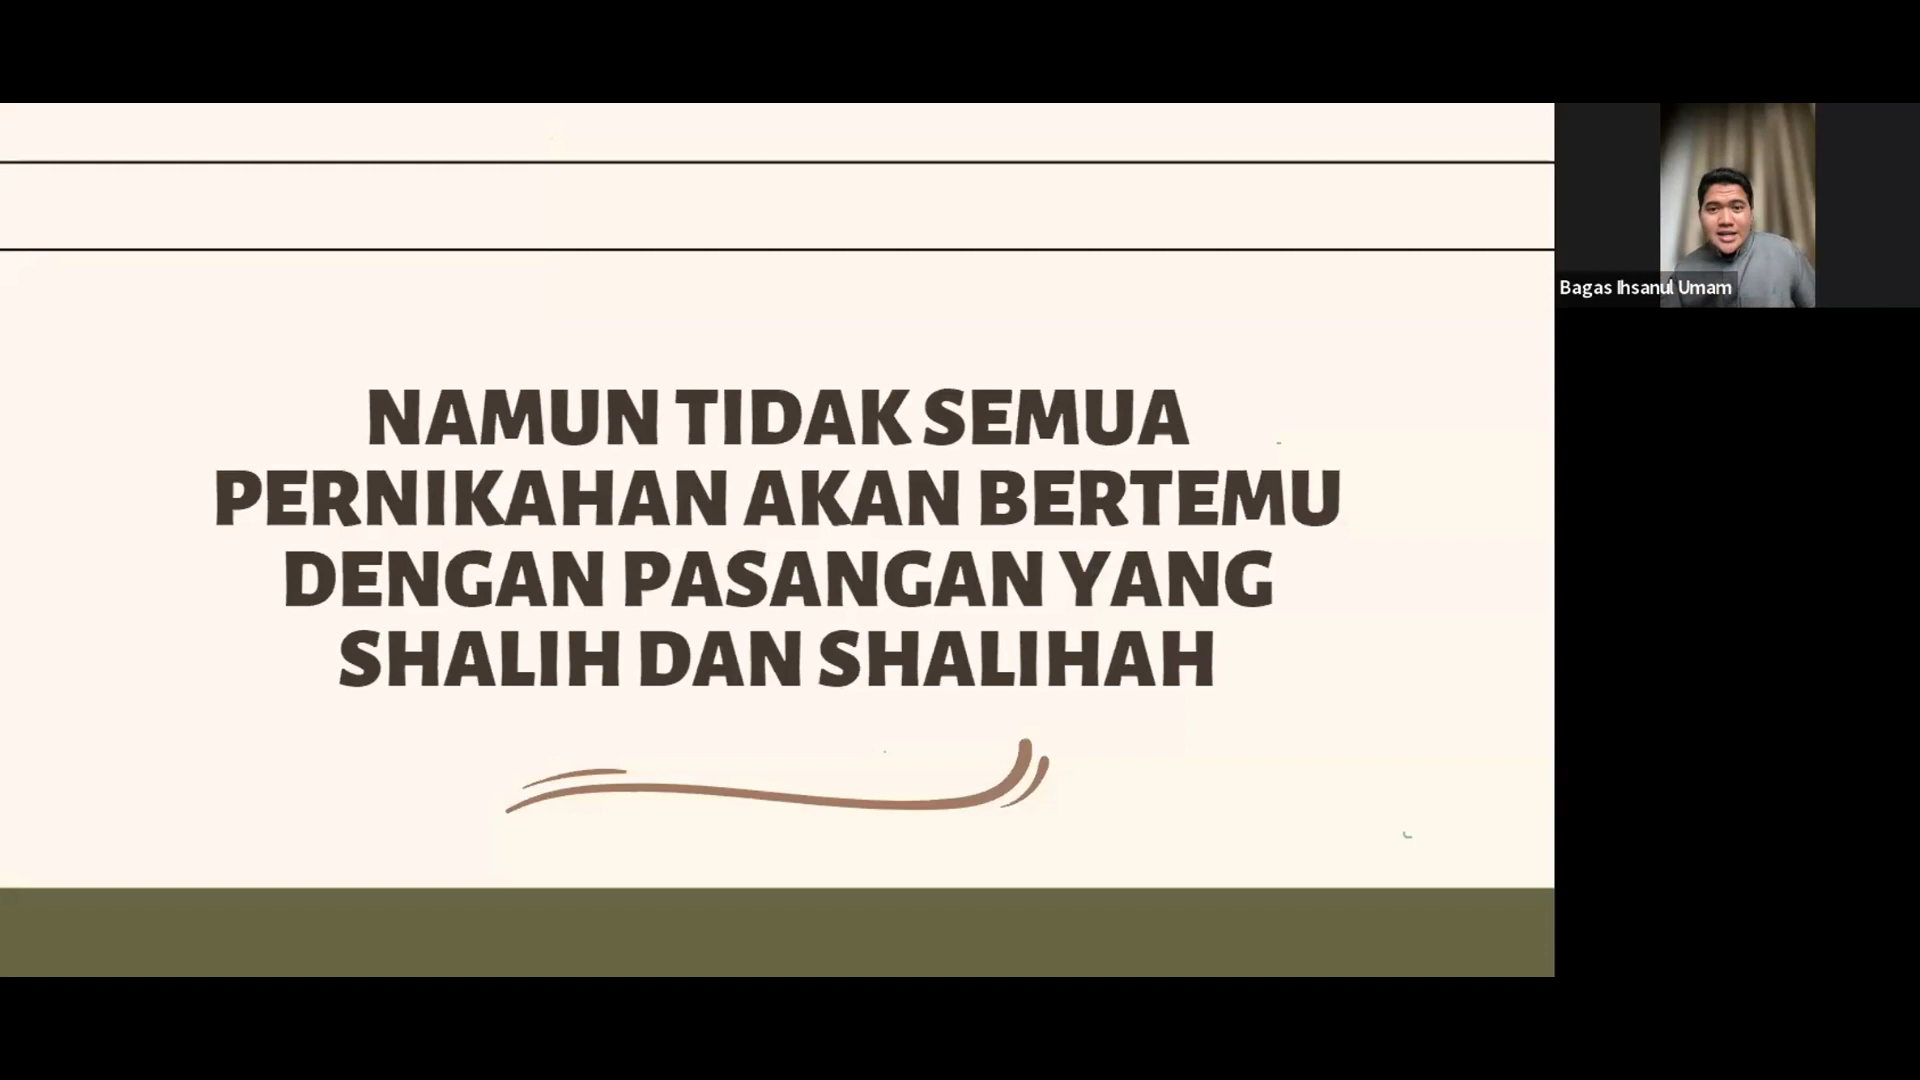 NAMUN TIDAK SEMUA
PERNIKAHAN AKAN BERTEMU
DENGAN PASANGAN YANG
SHALIH DAN SHALIHAH
Bagas Ihsanul Umam